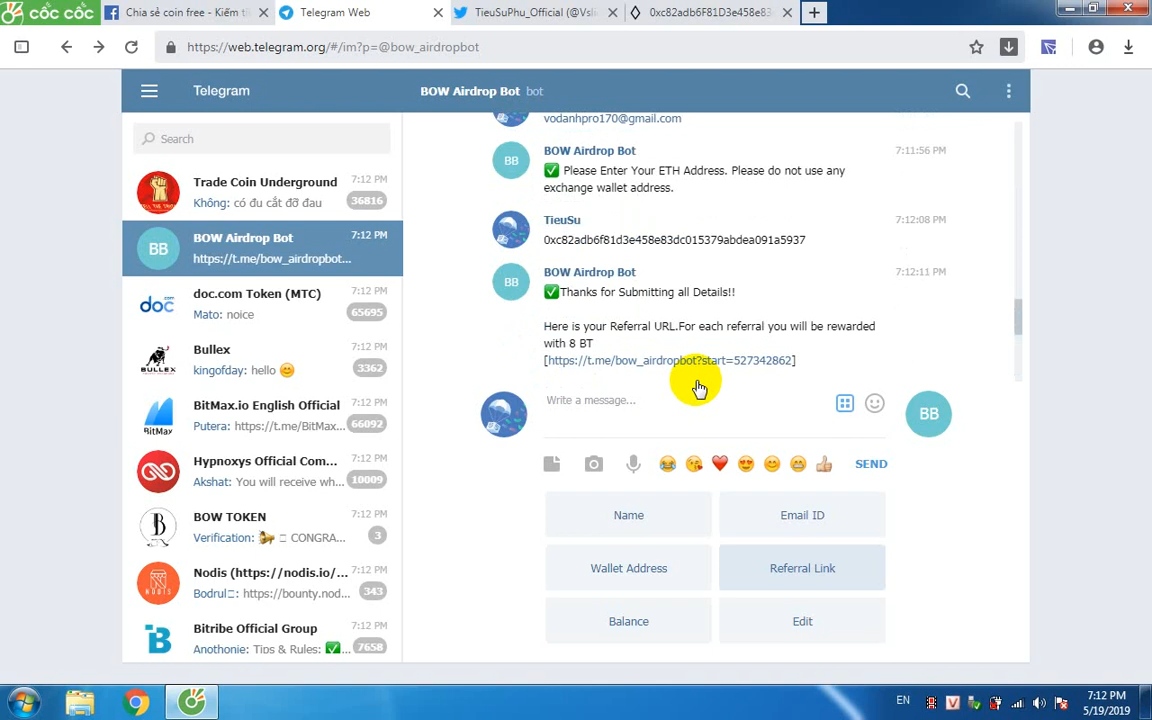 cốc cốc
Chia sẻ coin free - Kiếm ti
Telegram Web
TieuSuPhu_Official (@Vsli
0xc82adb6F81D3e458e83
https://web.telegram.org/#/im?p=@bow_airdropbot
Telegram
BOW Airdrop Bot bot
Search
Trade Coin Underground 7:12 PM
Không: có du cắt đỡ đau 36816
BB
BOW Airdrop Bot 7:12 PM
https://t.me/bow_airdropbot...
doc
doc.com Token (MTC) 7:12 PM
Mato: noice 65695
Bullex 7:12 PM
kingofday: hello 😊 3362
BITMAX
BitMax.io English Official 7:12 PM
Putera: https://t.me/BitMax... 66092
Hypnoxys Official Com... 7:12 PM
Akshat: You will receive wh... 10009
BOW TOKEN 7:12 PM
Verification: CONGRA... 3
NODIS
Nodis (https://nodis.io/... 7:12 PM
Bodrul: https://bounty.nod... 343
Bitribe Official Group 7:12 PM
Anothonie: Tips & Rules: ✅... 7658
vodanhpro170@gmail.com
BB
BOW Airdrop Bot 7:11:56 PM
✅ Please Enter Your ETH Address. Please do not use any
exchange wallet address.
TieuSu 7:12:08 PM
0xc82adb6f81d3e458e83dc015379abdea091a5937
BB
BOW Airdrop Bot 7:12:11 PM
✅Thanks for Submitting all Details!!
Here is your Referral URL.For each referral you will be rewarded
with 8 BT
[https://t.me/bow_airdropbot?start=527342862]
Write a message...
BB
SEND
Name
Email ID
Wallet Address
Referral Link
Balance
Edit
EN
7:12 PM
5/19/2019